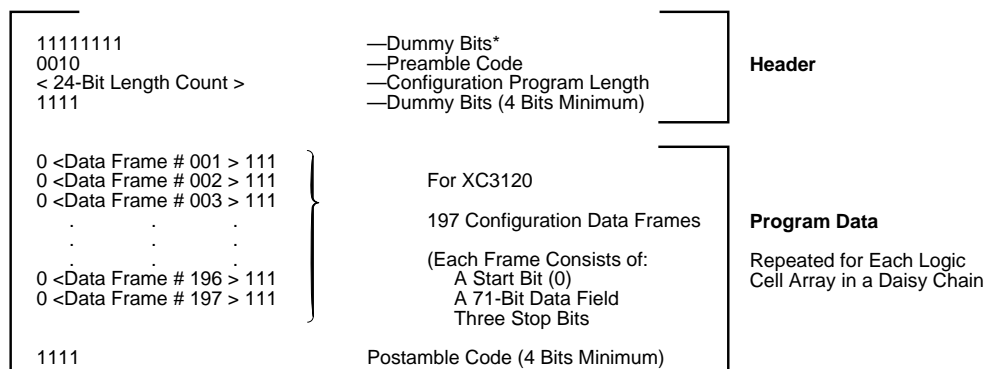 11111111 —Dummy Bits*
0010 —Preamble Code
< 24-Bit Length Count > —Configuration Program Length
1111 —Dummy Bits (4 Bits Minimum)
Header
0 <Data Frame # 001 > 111
0 <Data Frame # 002 > 111
0 <Data Frame # 003 > 111
. . .
. . .
. . .
0 <Data Frame # 196 > 111
0 <Data Frame # 197 > 111
For XC3120
197 Configuration Data Frames
(Each Frame Consists of:
A Start Bit (0)
A 71-Bit Data Field
Three Stop Bits
Program Data
Repeated for Each Logic
Cell Array in a Daisy Chain
1111 Postamble Code (4 Bits Minimum)